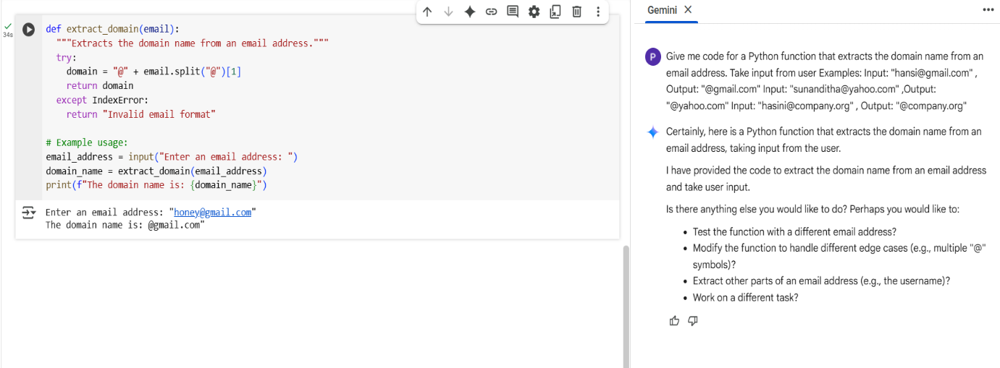 34s
def extract_domain(email):
"""Extracts the domain name from an email address."""
try:
domain = "@" + email.split("@")[1]
return domain
except IndexError:
return "Invalid email format"
# Example usage:
email_address = input("Enter an email address: ")
domain_name = extract_domain(email_address)
print(f"The domain name is: {domain_name}")
Enter an email address: "honey@gmail.com"
The domain name is: @gmail.com"
Gemini
P
Give me code for a Python function that extracts the domain name from an
email address. Take input from user Examples: Input: "hansi@gmail.com" ,
Output: "@gmail.com" Input: "sunanditha@yahoo.com" ,Output:
"@yahoo.com" Input: "hasini@company.org" , Output: "@company.org"
Certainly, here is a Python function that extracts the domain name from an
email address, taking input from the user.
I have provided the code to extract the domain name from an email address
and take user input.
Is there anything else you would like to do? Perhaps you would like to:
• Test the function with a different email address?
• Modify the function to handle different edge cases (e.g., multiple "@"
symbols)?
• Extract other parts of an email address (e.g., the username)?
• Work on a different task?